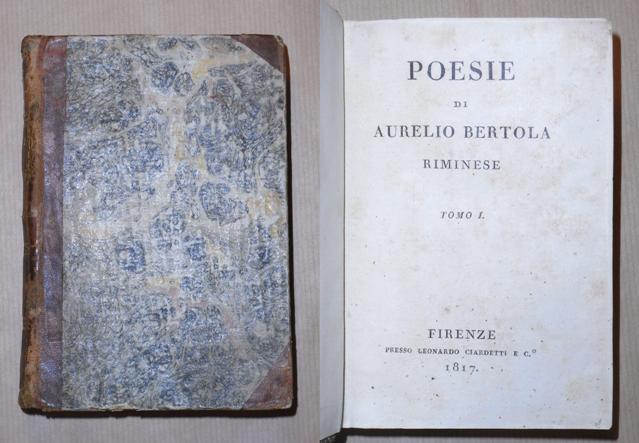 POESIE
DI
AURELIO BERTOLA
RIMINESE
TOMO I.
FIRENZE
PRESSO LEONARDO CIARDETTI E C.º
1817.